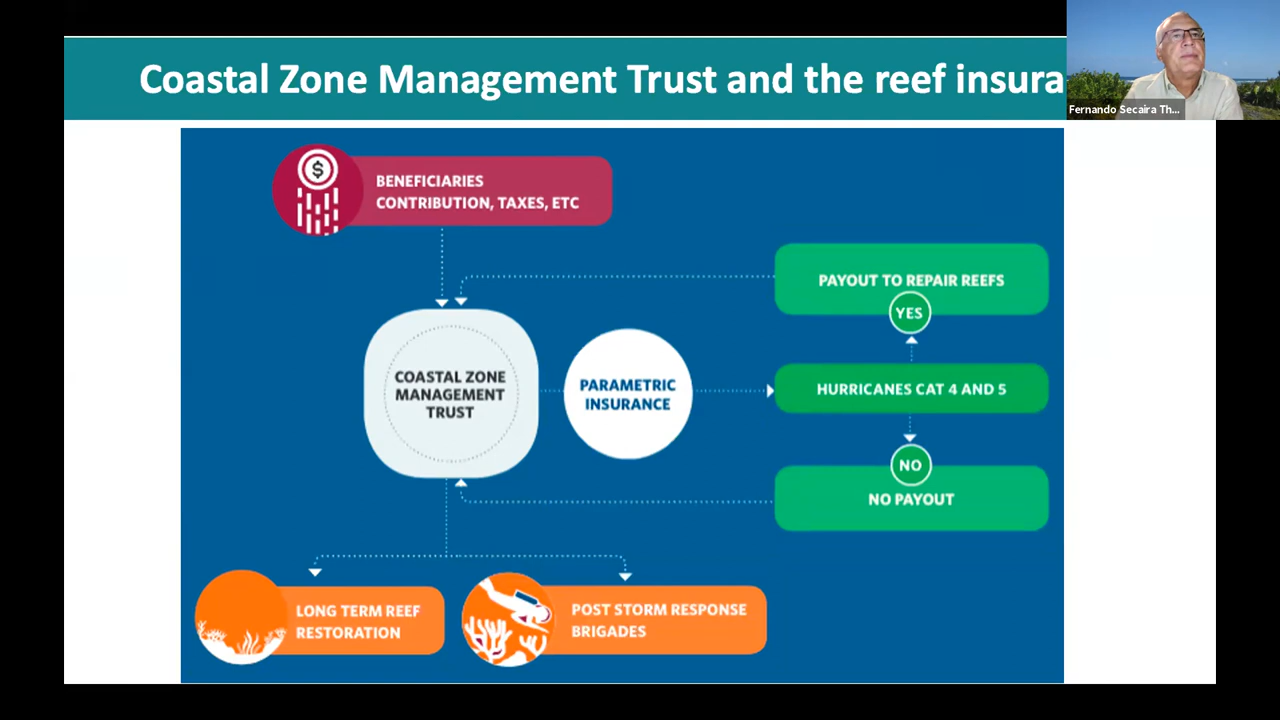 Coastal Zone Management Trust and the reef insura
Fernando Secaira Th...
$
BENEFICIARIES
CONTRIBUTION, TAXES, ETC
PAYOUT TO REPAIR REEFS
YES
COASTAL ZONE
MANAGEMENT
TRUST
PARAMETRIC
INSURANCE
HURRICANES CAT 4 AND 5
NO
NO PAYOUT
LONG TERM REEF
RESTORATION
POST STORM RESPONSE
BRIGADES